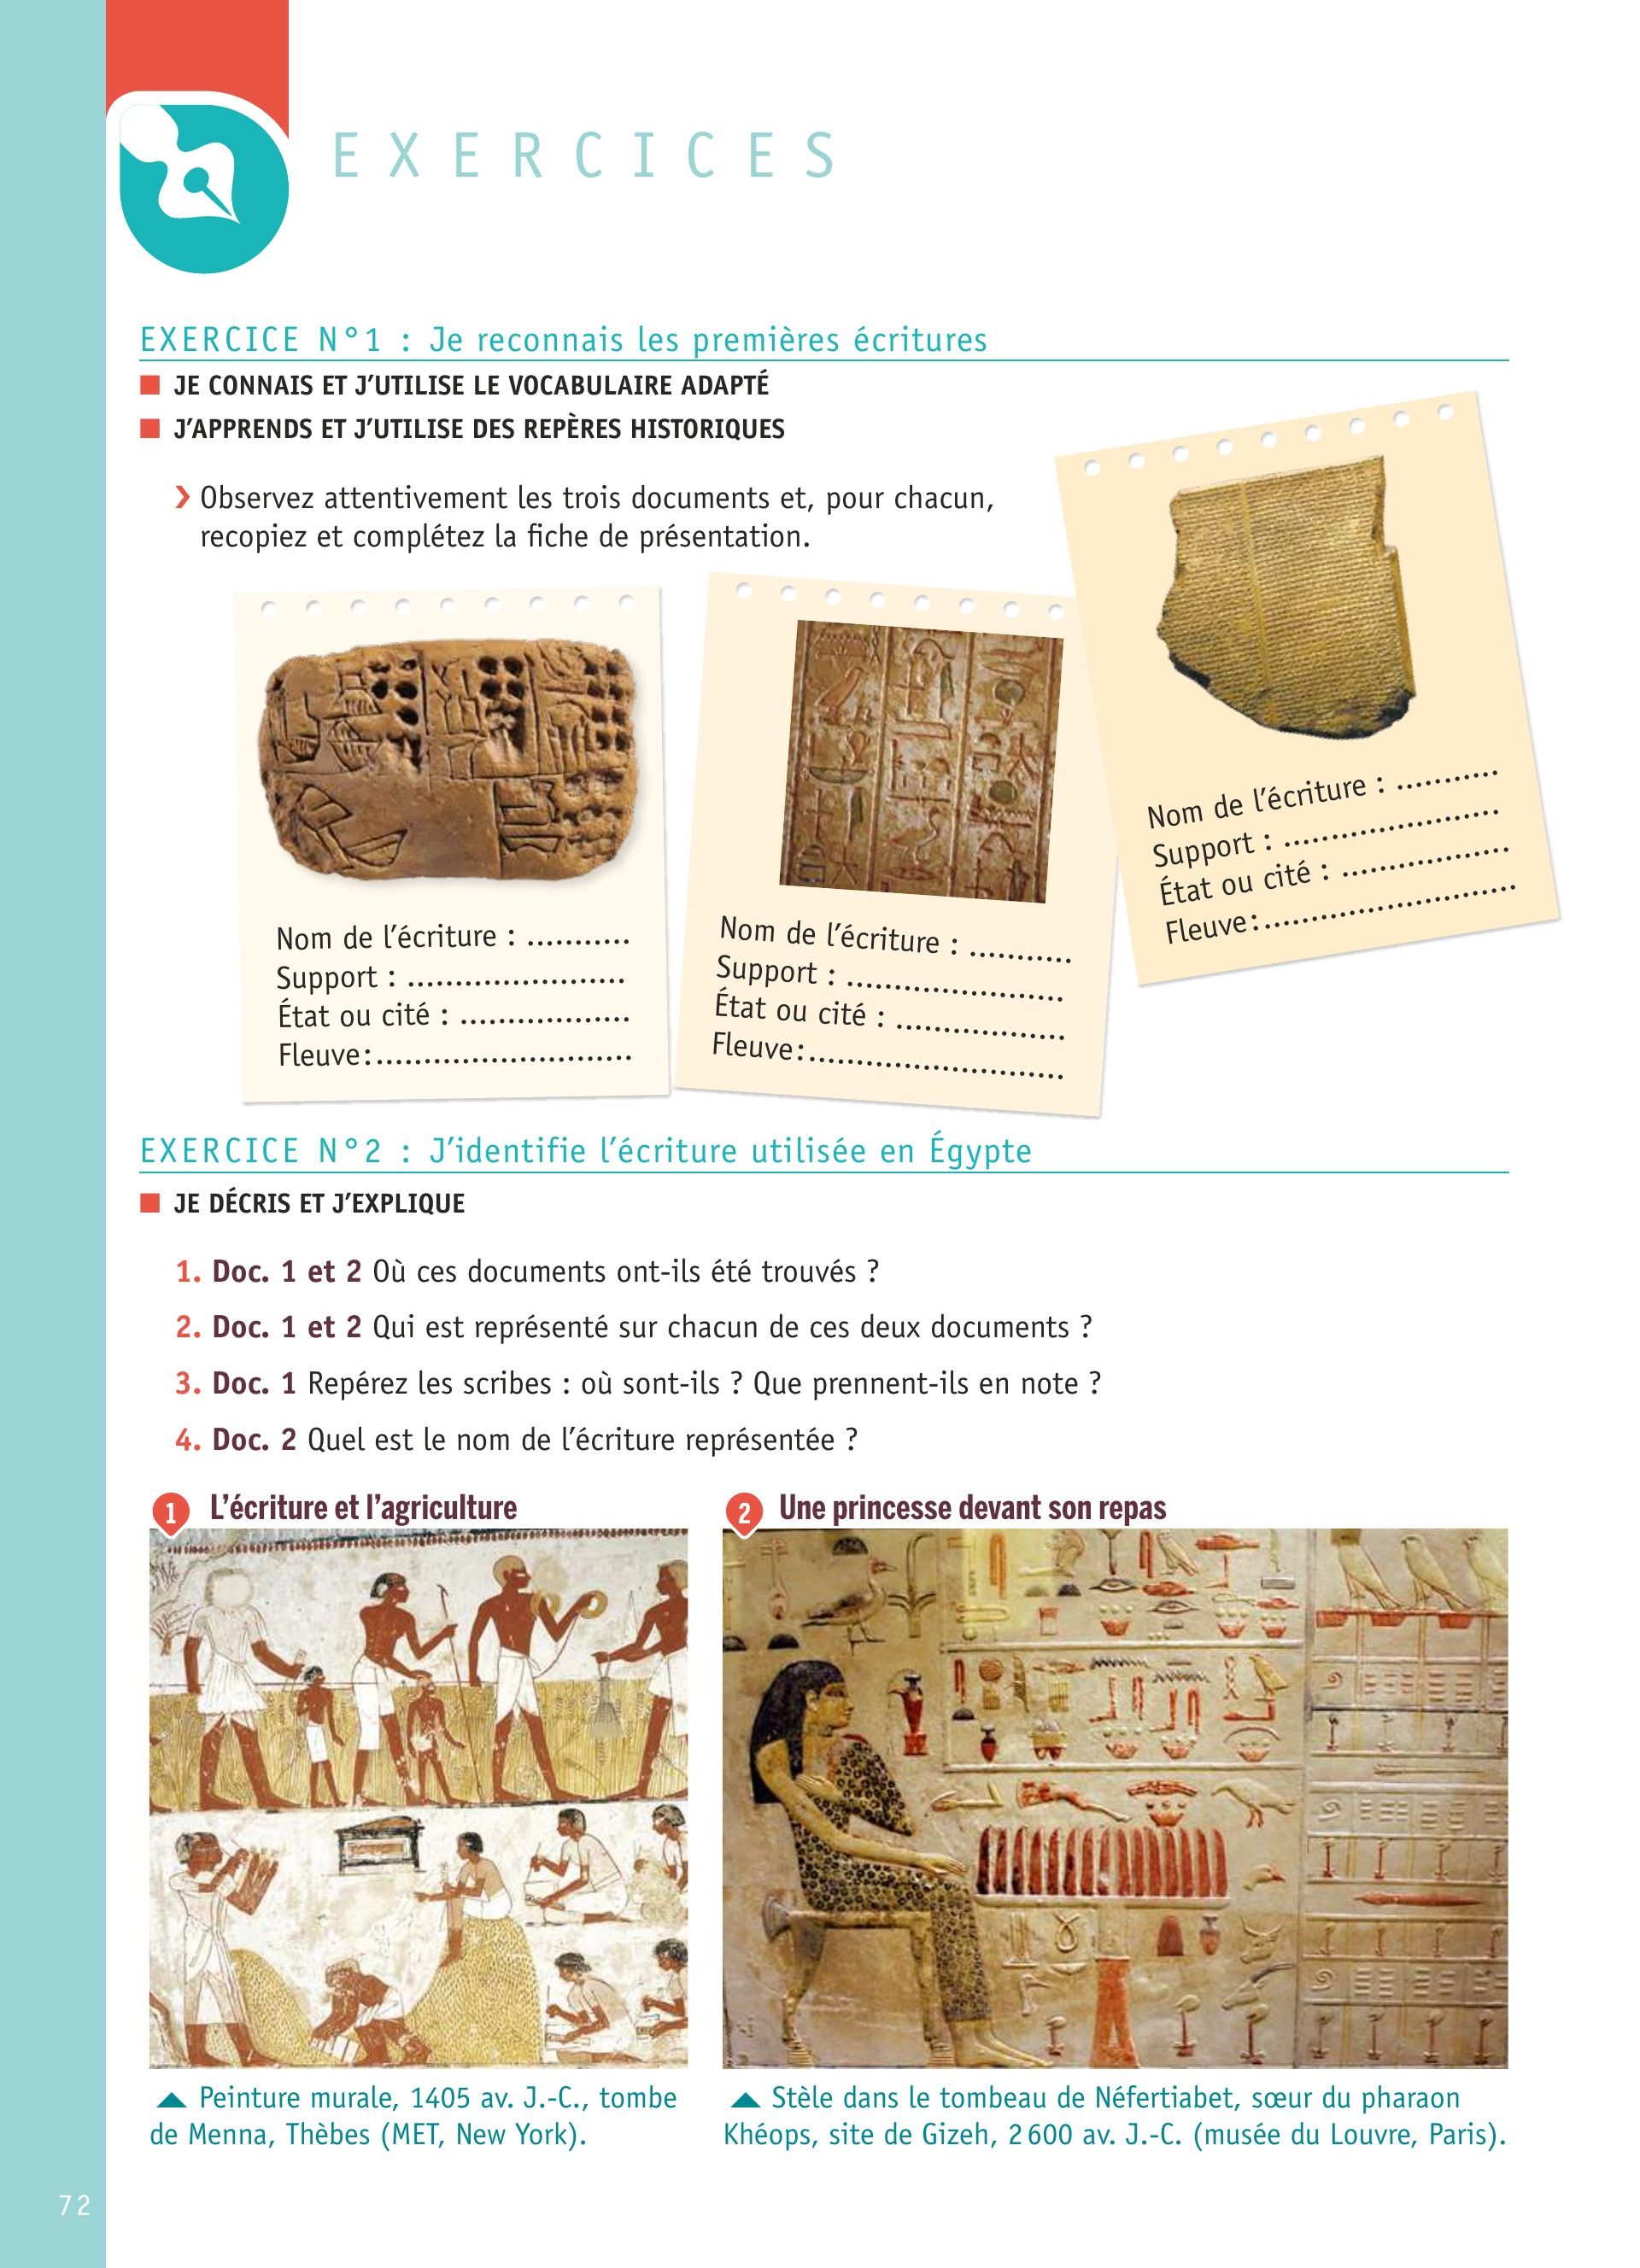 EXERCICES
EXERCICE N°1 : Je reconnais les premières écritures
■ JE CONNAIS ET J’UTILISE LE VOCABULAIRE ADAPTÉ
■ J’APPRENDS ET J’UTILISE DES REPÈRES HISTORIQUES
› Observez attentivement les trois documents et, pour chacun,
recopiez et complétez la fiche de présentation.
Nom de l’écriture : ...........
Support : .......................
État ou cité : ..................
Fleuve:...........................
Nom de l’écriture : ...........
Support : .......................
État ou cité : ..................
Fleuve:...........................
Nom de l’écriture : ...........
Support : .......................
État ou cité : ..................
Fleuve:...........................
EXERCICE N°2 : J’identifie l’écriture utilisée en Égypte
■ JE DÉCRIS ET J’EXPLIQUE
1. Doc. 1 et 2 Où ces documents ont-ils été trouvés ?
2. Doc. 1 et 2 Qui est représenté sur chacun de ces deux documents ?
3. Doc. 1 Repérez les scribes : où sont-ils ? Que prennent-ils en note ?
4. Doc. 2 Quel est le nom de l’écriture représentée ?
1 L’écriture et l’agriculture
▲ Peinture murale, 1405 av. J.-C., tombe
de Menna, Thèbes (MET, New York).
2 Une princesse devant son repas
▲ Stèle dans le tombeau de Néfertiabet, sœur du pharaon
Khéops, site de Gizeh, 2 600 av. J.-C. (musée du Louvre, Paris).
72